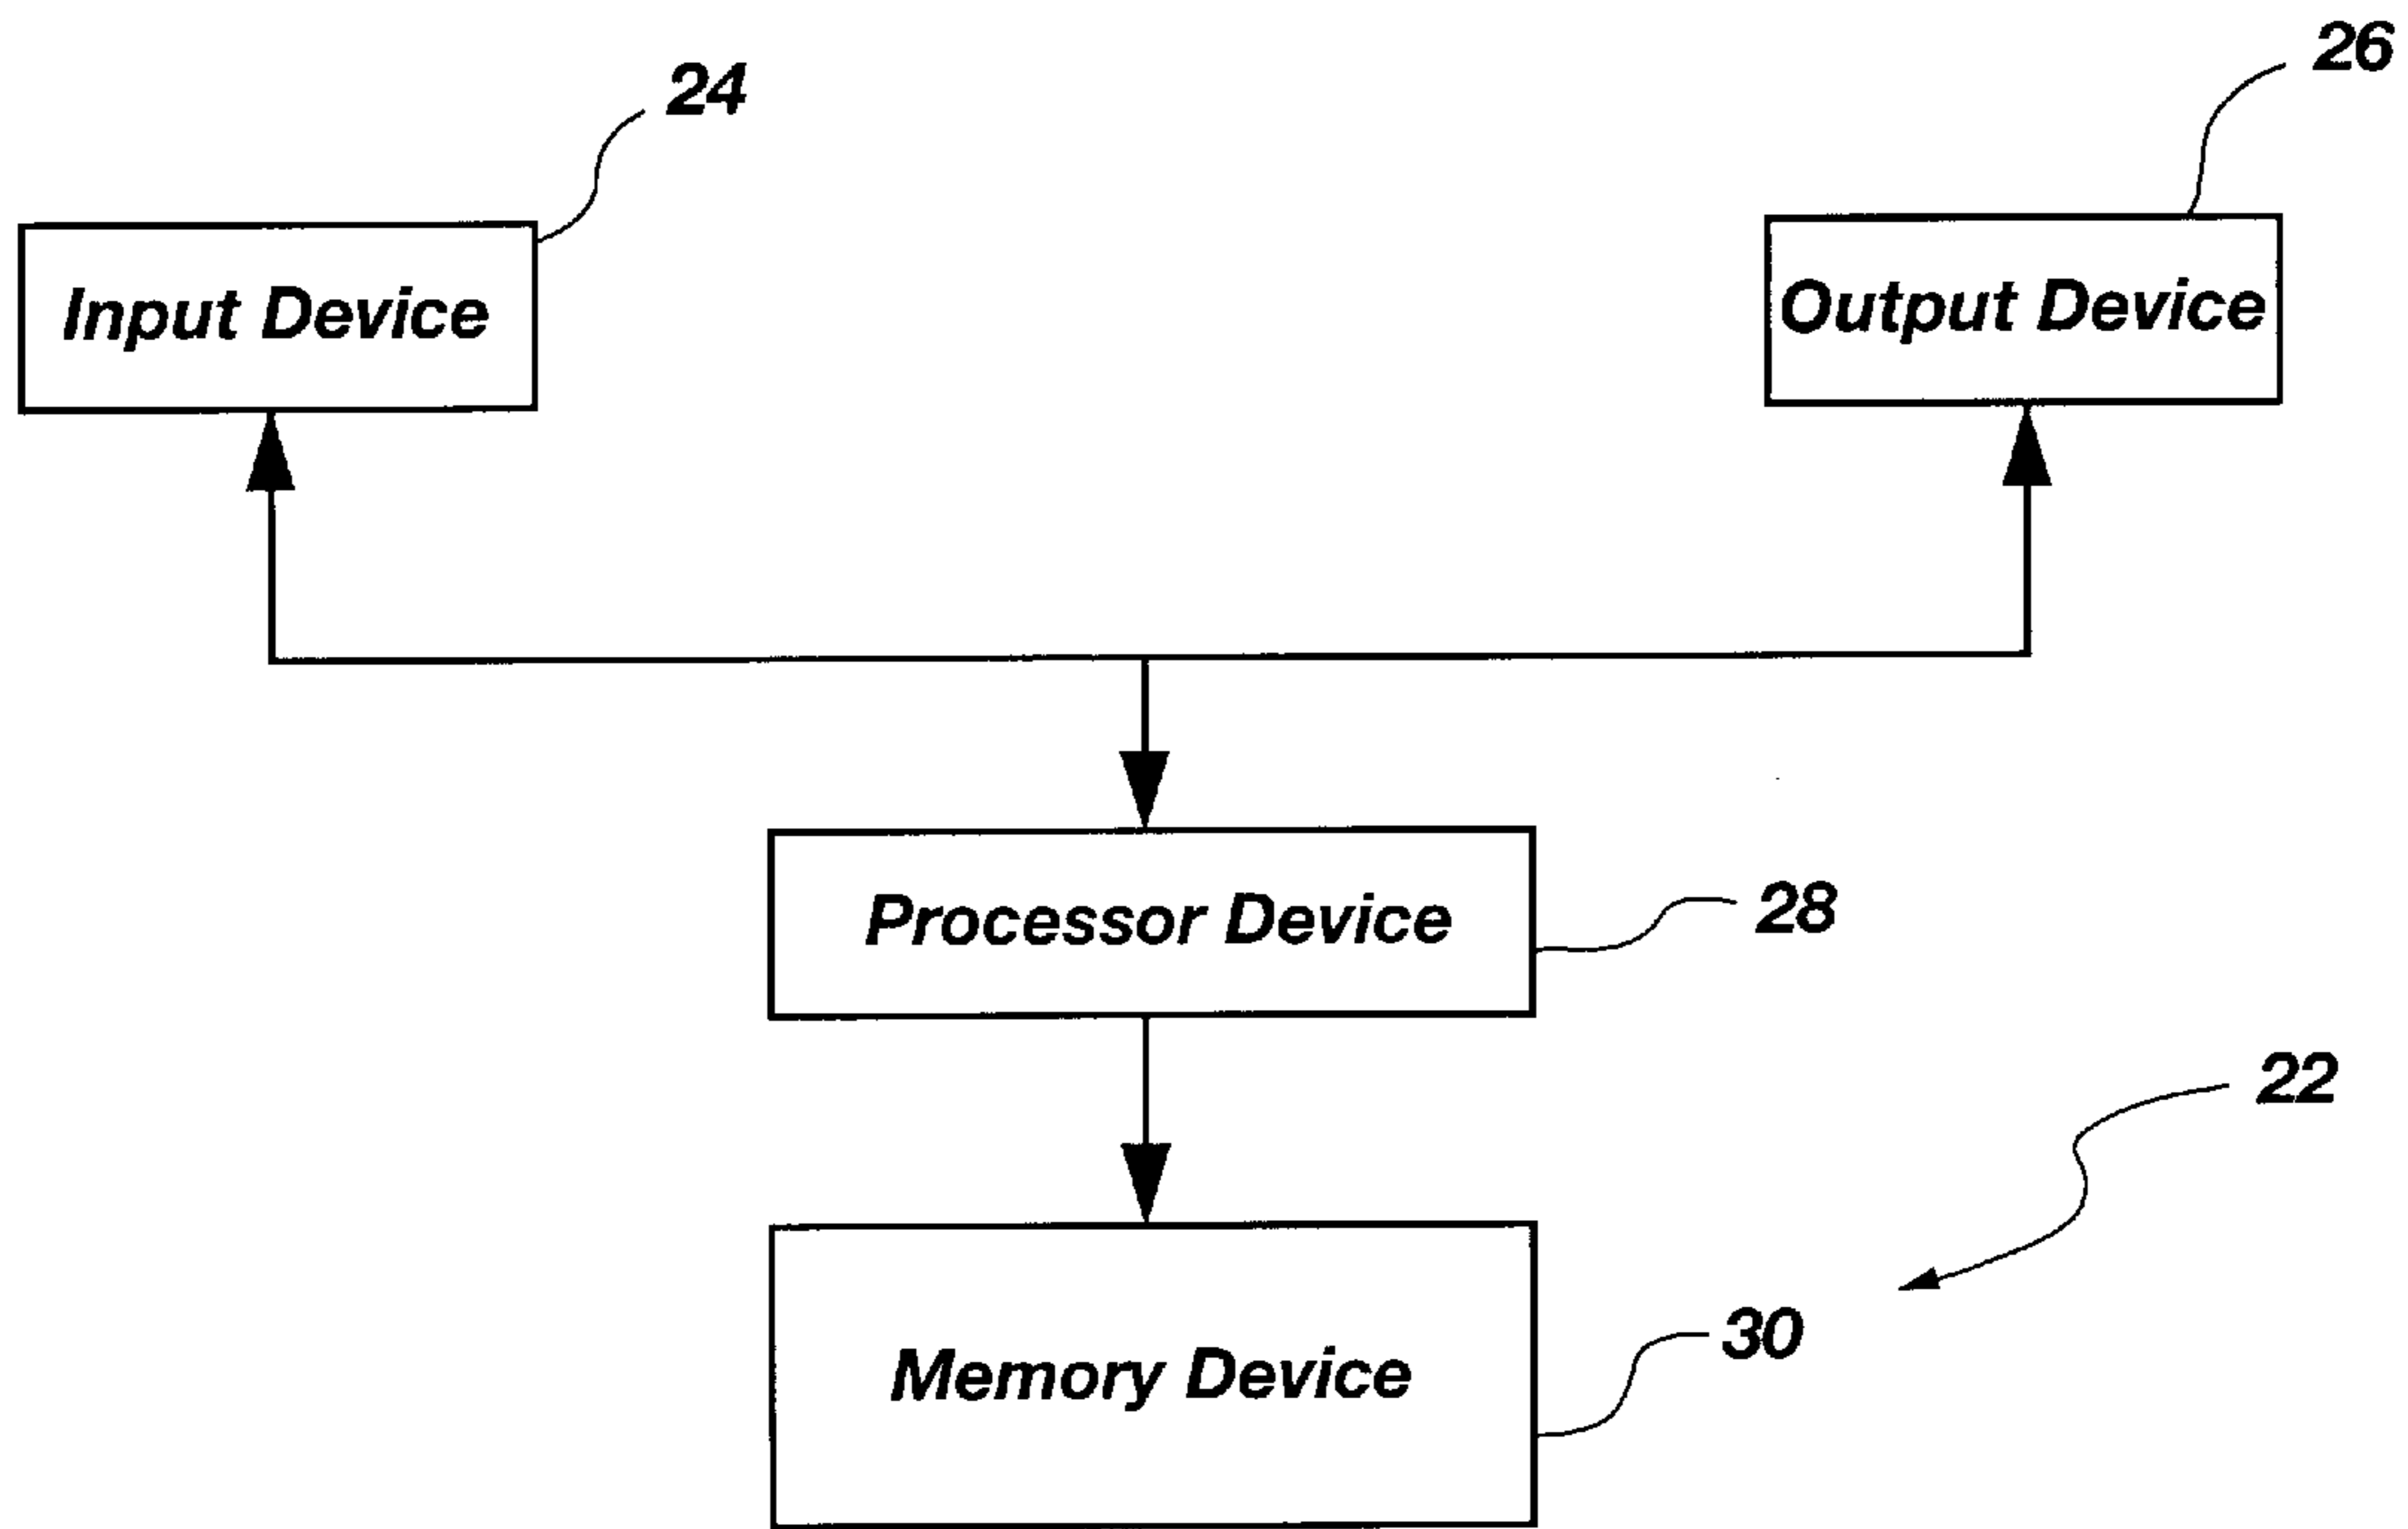 24
26
Input Device
Output Device
Processor Device
28
22
30
Memory Device